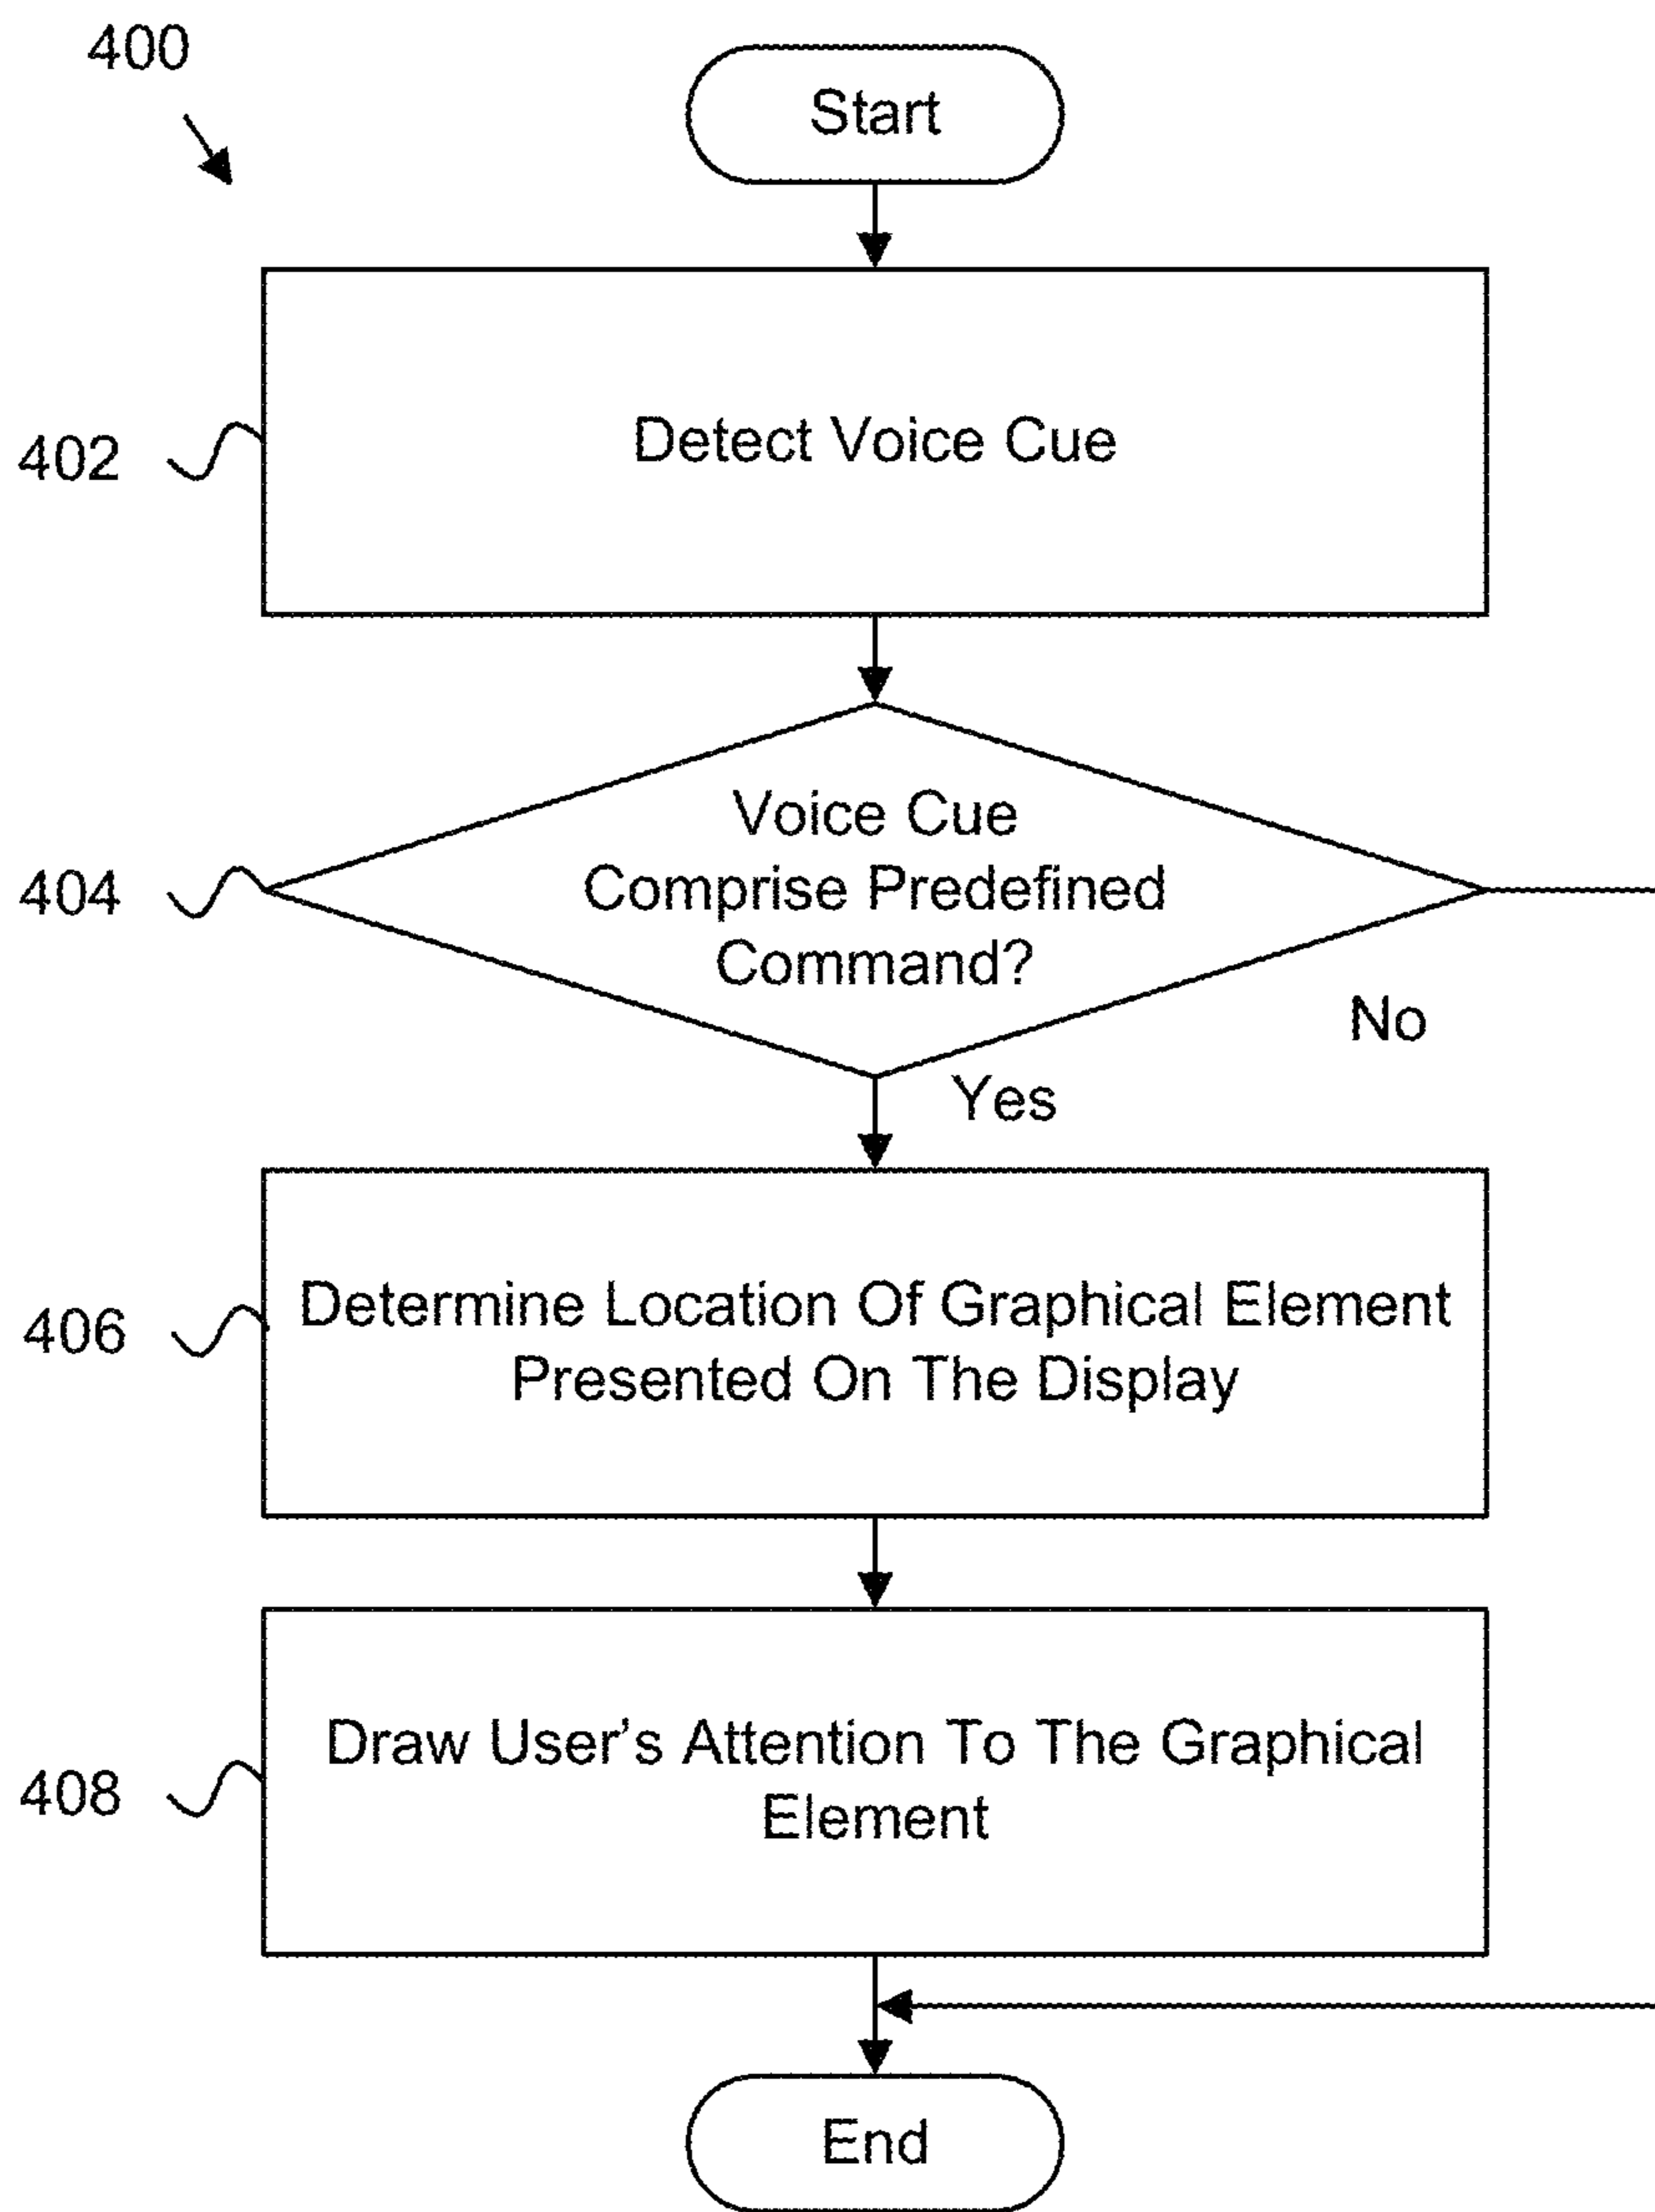 400
Start
402
Detect Voice Cue
404
Voice Cue
Comprise Predefined
Command?
No
Yes
406
Determine Location Of Graphical Element
Presented On The Display
408
Draw User’s Attention To The Graphical
Element
End